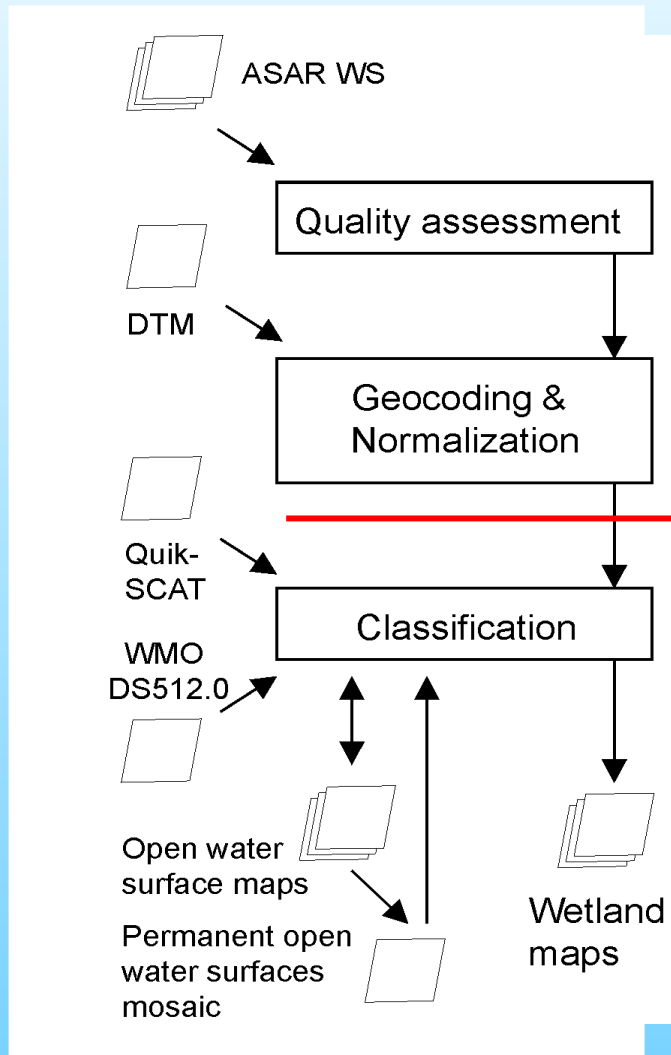 ASAR WS
Quality assessment
DTM
Geocoding &
Normalization
Quik-
SCAT
Classification
WMO
DS512.0
Open water
surface maps
Permanent open
water surfaces
mosaic
Wetland
maps